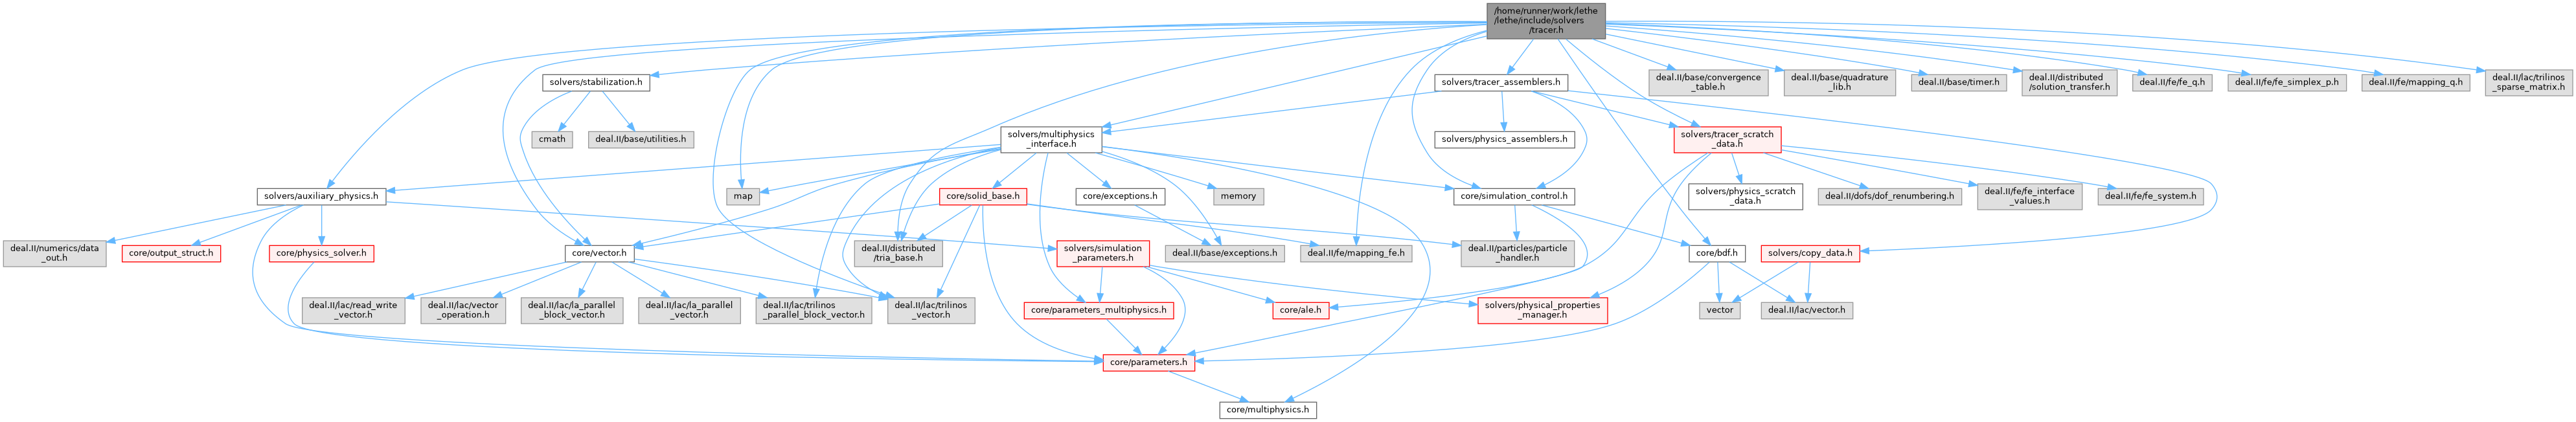 /home/runner/work/lethe
/lethe/include/solvers
/tracer.h
solvers/stabilization.h
solvers/tracer_assemblers.h
deal.II/base/convergence
_table.h
deal.II/base/quadrature
_lib.h
deal.II/base/timer.h
deal.II/distributed
/solution_transfer.h
deal.II/fe/fe_q.h
deal.II/fe/fe_simplex_p.h
deal.II/fe/mapping_q.h
deal.II/lac/trilinos
_sparse_matrix.h
cmath
deal.II/base/utilities.h
solvers/multiphysics
_interface.h
solvers/physics_assemblers.h
solvers/tracer_scratch
_data.h
solvers/auxiliary_physics.h
map
core/solid_base.h
core/exceptions.h
memory
core/simulation_control.h
solvers/physics_scratch
_data.h
deal.II/dofs/dof_renumbering.h
deal.II/fe/fe_interface
_values.h
deal.II/fe/fe_system.h
deal.II/numerics/data
_out.h
core/output_struct.h
core/physics_solver.h
core/vector.h
deal.II/distributed
/tria_base.h
solvers/simulation
_parameters.h
deal.II/base/exceptions.h
deal.II/fe/mapping_fe.h
deal.II/particles/particle
_handler.h
core/bdf.h
solvers/copy_data.h
deal.II/lac/read_write
_vector.h
deal.II/lac/vector
_operation.h
deal.II/lac/la_parallel
_block_vector.h
deal.II/lac/la_parallel
_vector.h
deal.II/lac/trilinos
_parallel_block_vector.h
deal.II/lac/trilinos
_vector.h
core/parameters_multiphysics.h
core/ale.h
solvers/physical_properties
_manager.h
vector
deal.II/lac/vector.h
core/parameters.h
core/multiphysics.h